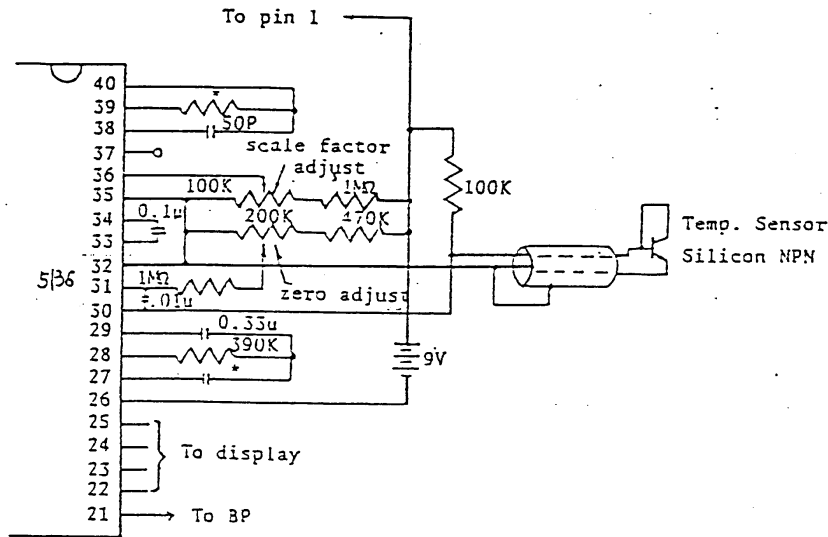 To pin 1
40
39
*
38
50P
37
scale factor
adjust
36
35
100K
1MΩ
100K
34
0.1u
200K
470K
33
Temp. Sensor
32
Silicon NPN
5136
31
1MΩ
.01u
zero adjust
30
29
0.33u
28
390K
9V
27
*
26
25
24
To display
23
22
21
To BP